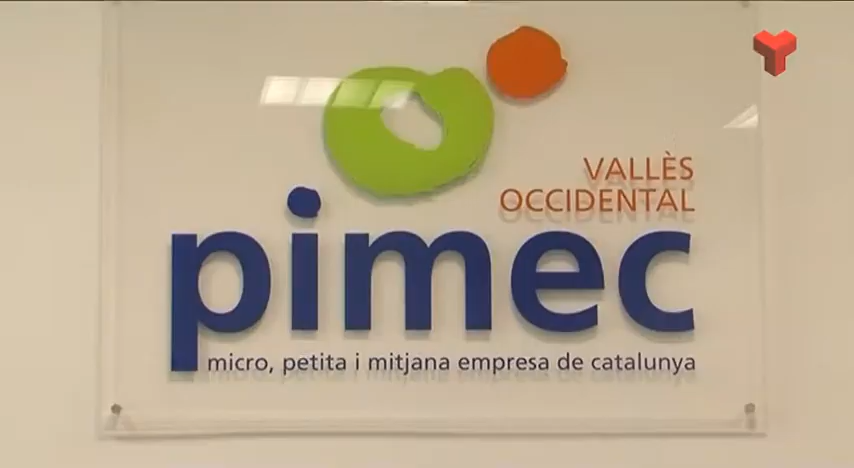 VALLÈS
OCCIDENTAL
pimec
micro, petita i mitjana empresa de catalunya